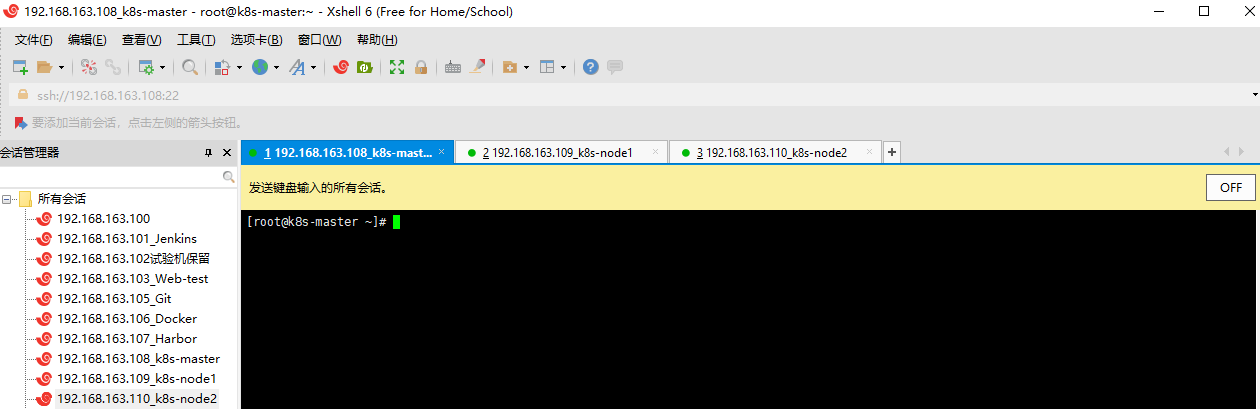 192.168.163.108_k8s-master - root@k8s-master:~ - Xshell 6 (Free for Home/School)
文件(F) 编辑(E) 查看(V) 工具(T) 选项卡(B) 窗口(W) 帮助(H)
ssh://192.168.163.108:22
要添加当前会话，点击左侧的箭头按钮。
会话管理器
1 192.168.163.108_k8s-mast... 2 192.168.163.109_k8s-node1 3 192.168.163.110_k8s-node2
发送键盘输入的所有会话。 OFF
[root@k8s-master ~]#
所有会话
192.168.163.100
192.168.163.101_Jenkins
192.168.163.102试验机保留
192.168.163.103_Web-test
192.168.163.105_Git
192.168.163.106_Docker
192.168.163.107_Harbor
192.168.163.108_k8s-master
192.168.163.109_k8s-node1
192.168.163.110_k8s-node2